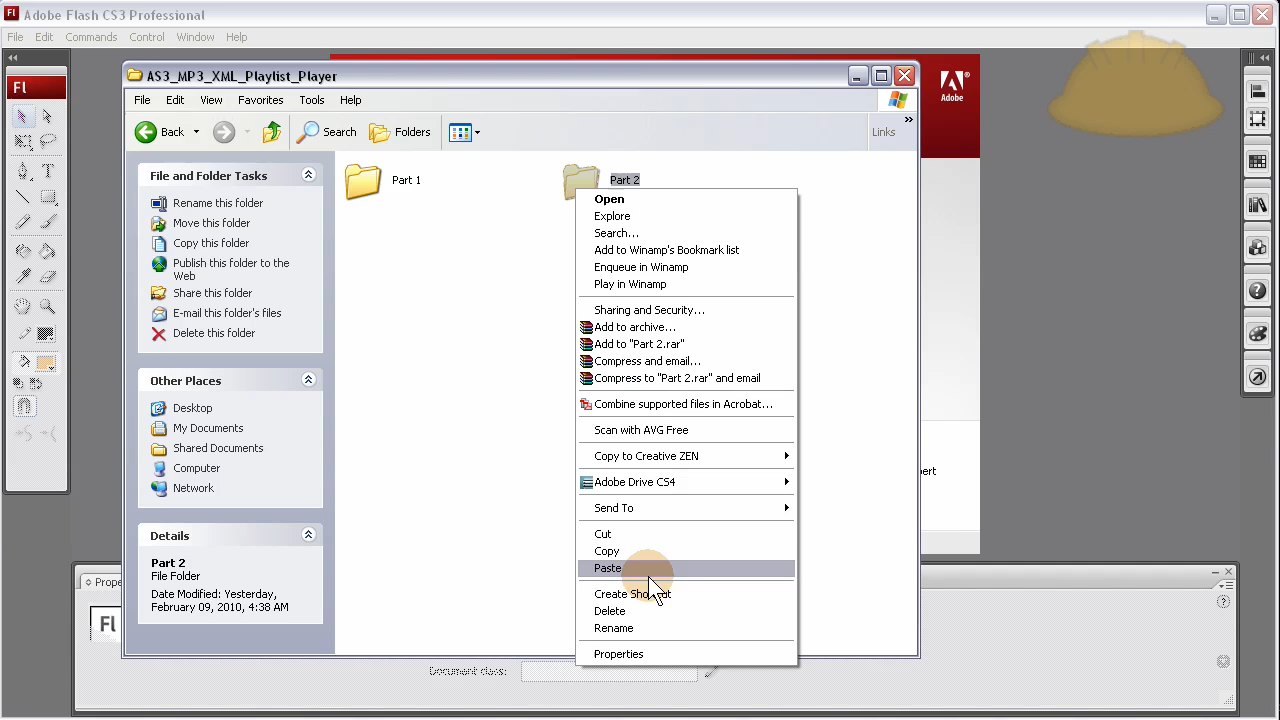 Adobe Flash CS3 Professional
File Edit Commands Control Window Help
Fl
AS3_MP3_XML_Playlist_Player
File Edit View Favorites Tools Help
Back Search Folders Links
Adobe
File and Folder Tasks
Rename this folder
Move this folder
Copy this folder
Publish this folder to the
Web
Share this folder
E-mail this folder's files
Delete this folder
Other Places
Desktop
My Documents
Shared Documents
Computer
Network
Details
Part 2
File Folder
Date Modified: Yesterday,
February 09, 2010, 4:38 AM
Part 1
Part 2
Open
Explore
Search...
Add to Winamp's Bookmark list
Enqueue in Winamp
Play in Winamp
Sharing and Security...
Add to archive...
Add to "Part 2.rar"
Compress and email...
Compress to "Part 2.rar" and email
Combine supported files in Acrobat...
Scan with AVG Free
Copy to Creative ZEN
Adobe Drive CS4
Send To
Cut
Copy
Paste
Create Shortcut
Delete
Rename
Properties
Fl
Document class: